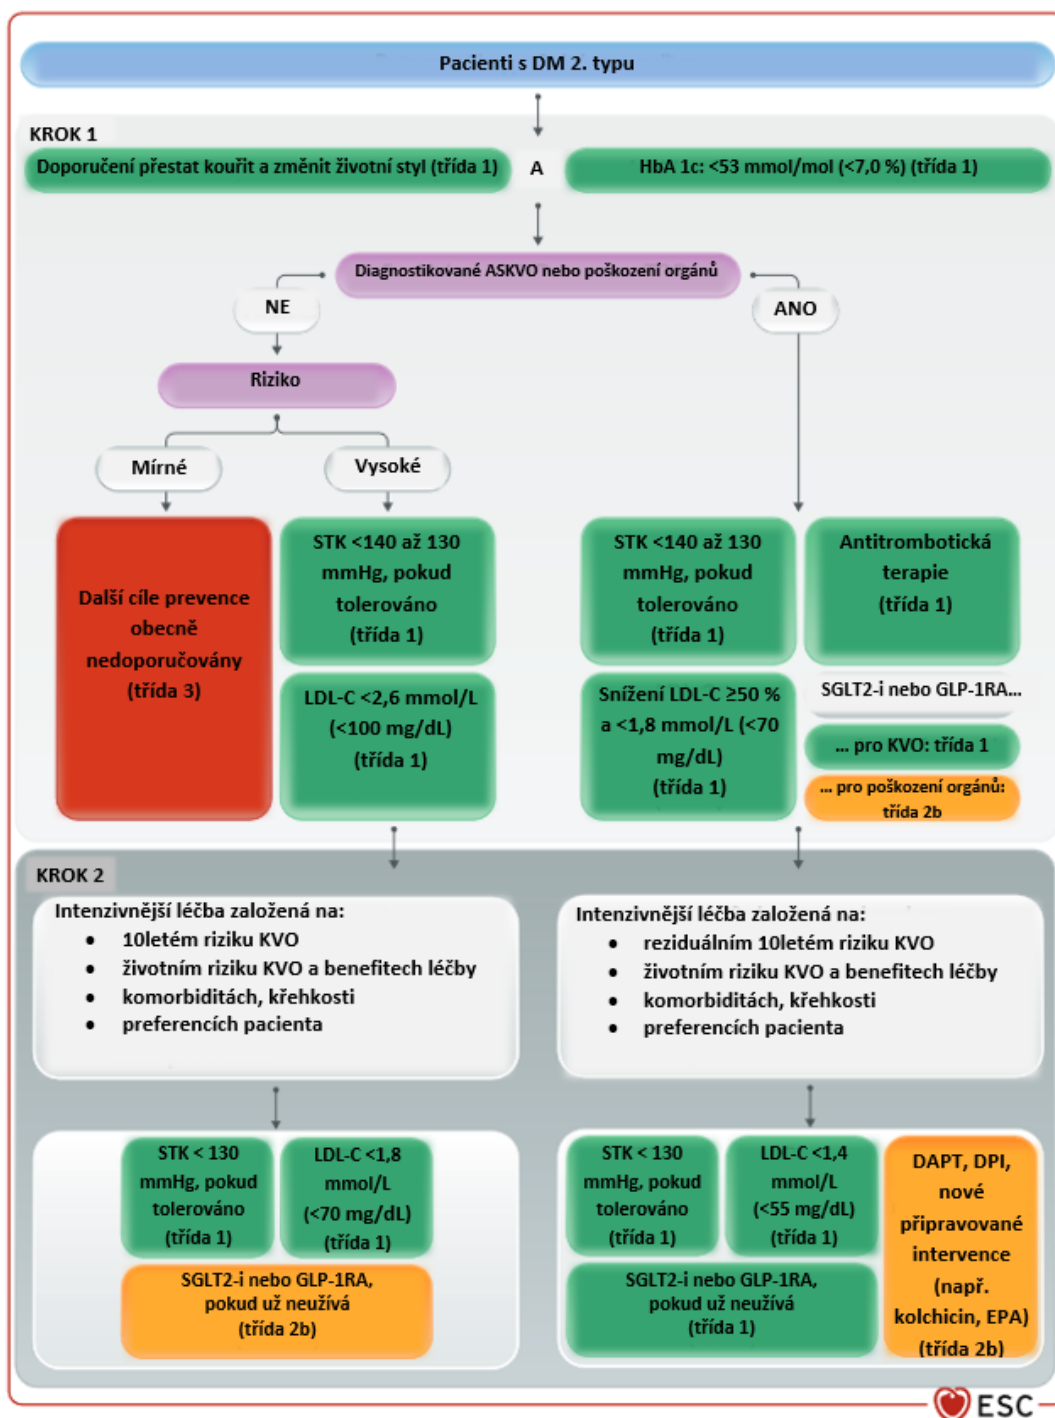 Pacienti s DM 2. typu
KROK 1
Doporučení přestat kouřit a změnit životní styl (třída 1)
A
HbA 1c: <53 mmol/mol (<7,0 %) (třída 1)
Diagnostikované ASKVO nebo poškození orgánů
NE
ANO
Riziko
Mírné
Vysoké
Další cíle prevence
obecně
nedoporučovány
(třída 3)
STK <140 až 130
mmHg, pokud
tolerováno
(třída 1)
LDL-C <2,6 mmol/L
(<100 mg/dL)
(třída 1)
STK <140 až 130
mmHg, pokud
tolerováno
(třída 1)
Snížení LDL-C ≥50 %
a <1,8 mmol/L (<70
mg/dL)
(třída 1)
Antitrombotická
terapie
(třída 1)
SGLT2-i nebo GLP-1RA...
... pro KVO: třída 1
... pro poškození orgánů:
třída 2b
KROK 2
Intenzivnější léčba založená na:
• 10letém riziku KVO
• životním riziku KVO a benefitech léčby
• komorbiditách, křehkosti
• preferencích pacienta
Intenzivnější léčba založená na:
• reziduálním 10letém riziku KVO
• životním riziku KVO a benefitech léčby
• komorbiditách, křehkosti
• preferencích pacienta
STK < 130
mmHg, pokud
tolerováno
(třída 1)
LDL-C <1,8
mmol/L
(<70 mg/dL)
(třída 1)
SGLT2-i nebo GLP-1RA,
pokud už neužívá
(třída 2b)
STK < 130
mmHg, pokud
tolerováno
(třída 1)
LDL-C <1,4
mmol/L
(<55 mg/dL)
(třída 1)
SGLT2-i nebo GLP-1RA,
pokud už neužívá
(třída 1)
DAPT, DPI,
nové
připravované
intervence
(např.
kolchicin, EPA)
(třída 2b)
ESC